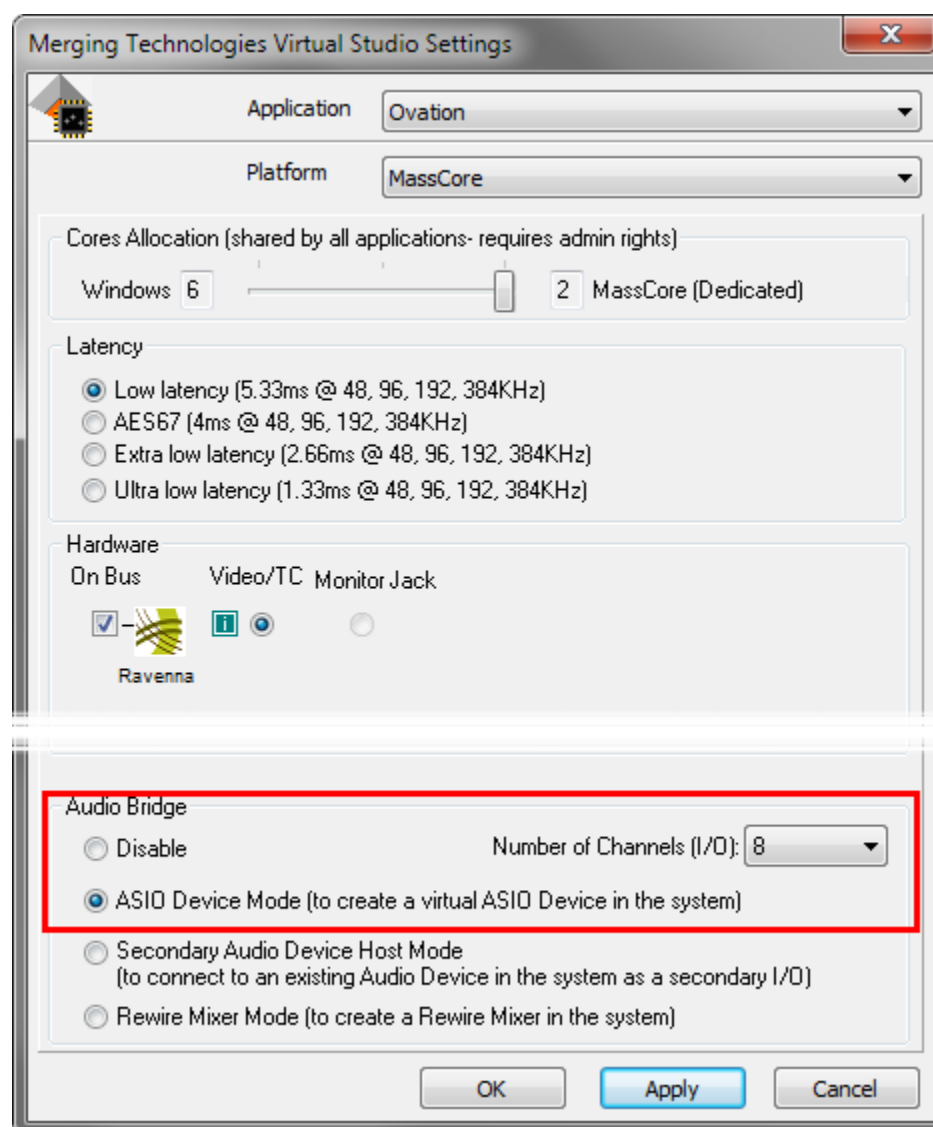 Merging Technologies Virtual Studio Settings
Application Ovation
Platform MassCore
Cores Allocation (shared by all applications- requires admin rights)
Windows 6 2 MassCore (Dedicated)
Latency
Low latency (5.33ms @ 48, 96, 192, 384KHz)
AES67 (4ms @ 48, 96, 192, 384KHz)
Extra low latency (2.66ms @ 48, 96, 192, 384KHz)
Ultra low latency (1.33ms @ 48, 96, 192, 384KHz)
Hardware
On Bus Video/TC Monitor Jack
i
Ravenna
Audio Bridge
Disable Number of Channels (I/O): 8
ASIO Device Mode (to create a virtual ASIO Device in the system)
Secondary Audio Device Host Mode
(to connect to an existing Audio Device in the system as a secondary I/O)
Rewire Mixer Mode (to create a Rewire Mixer in the system)
OK Apply Cancel